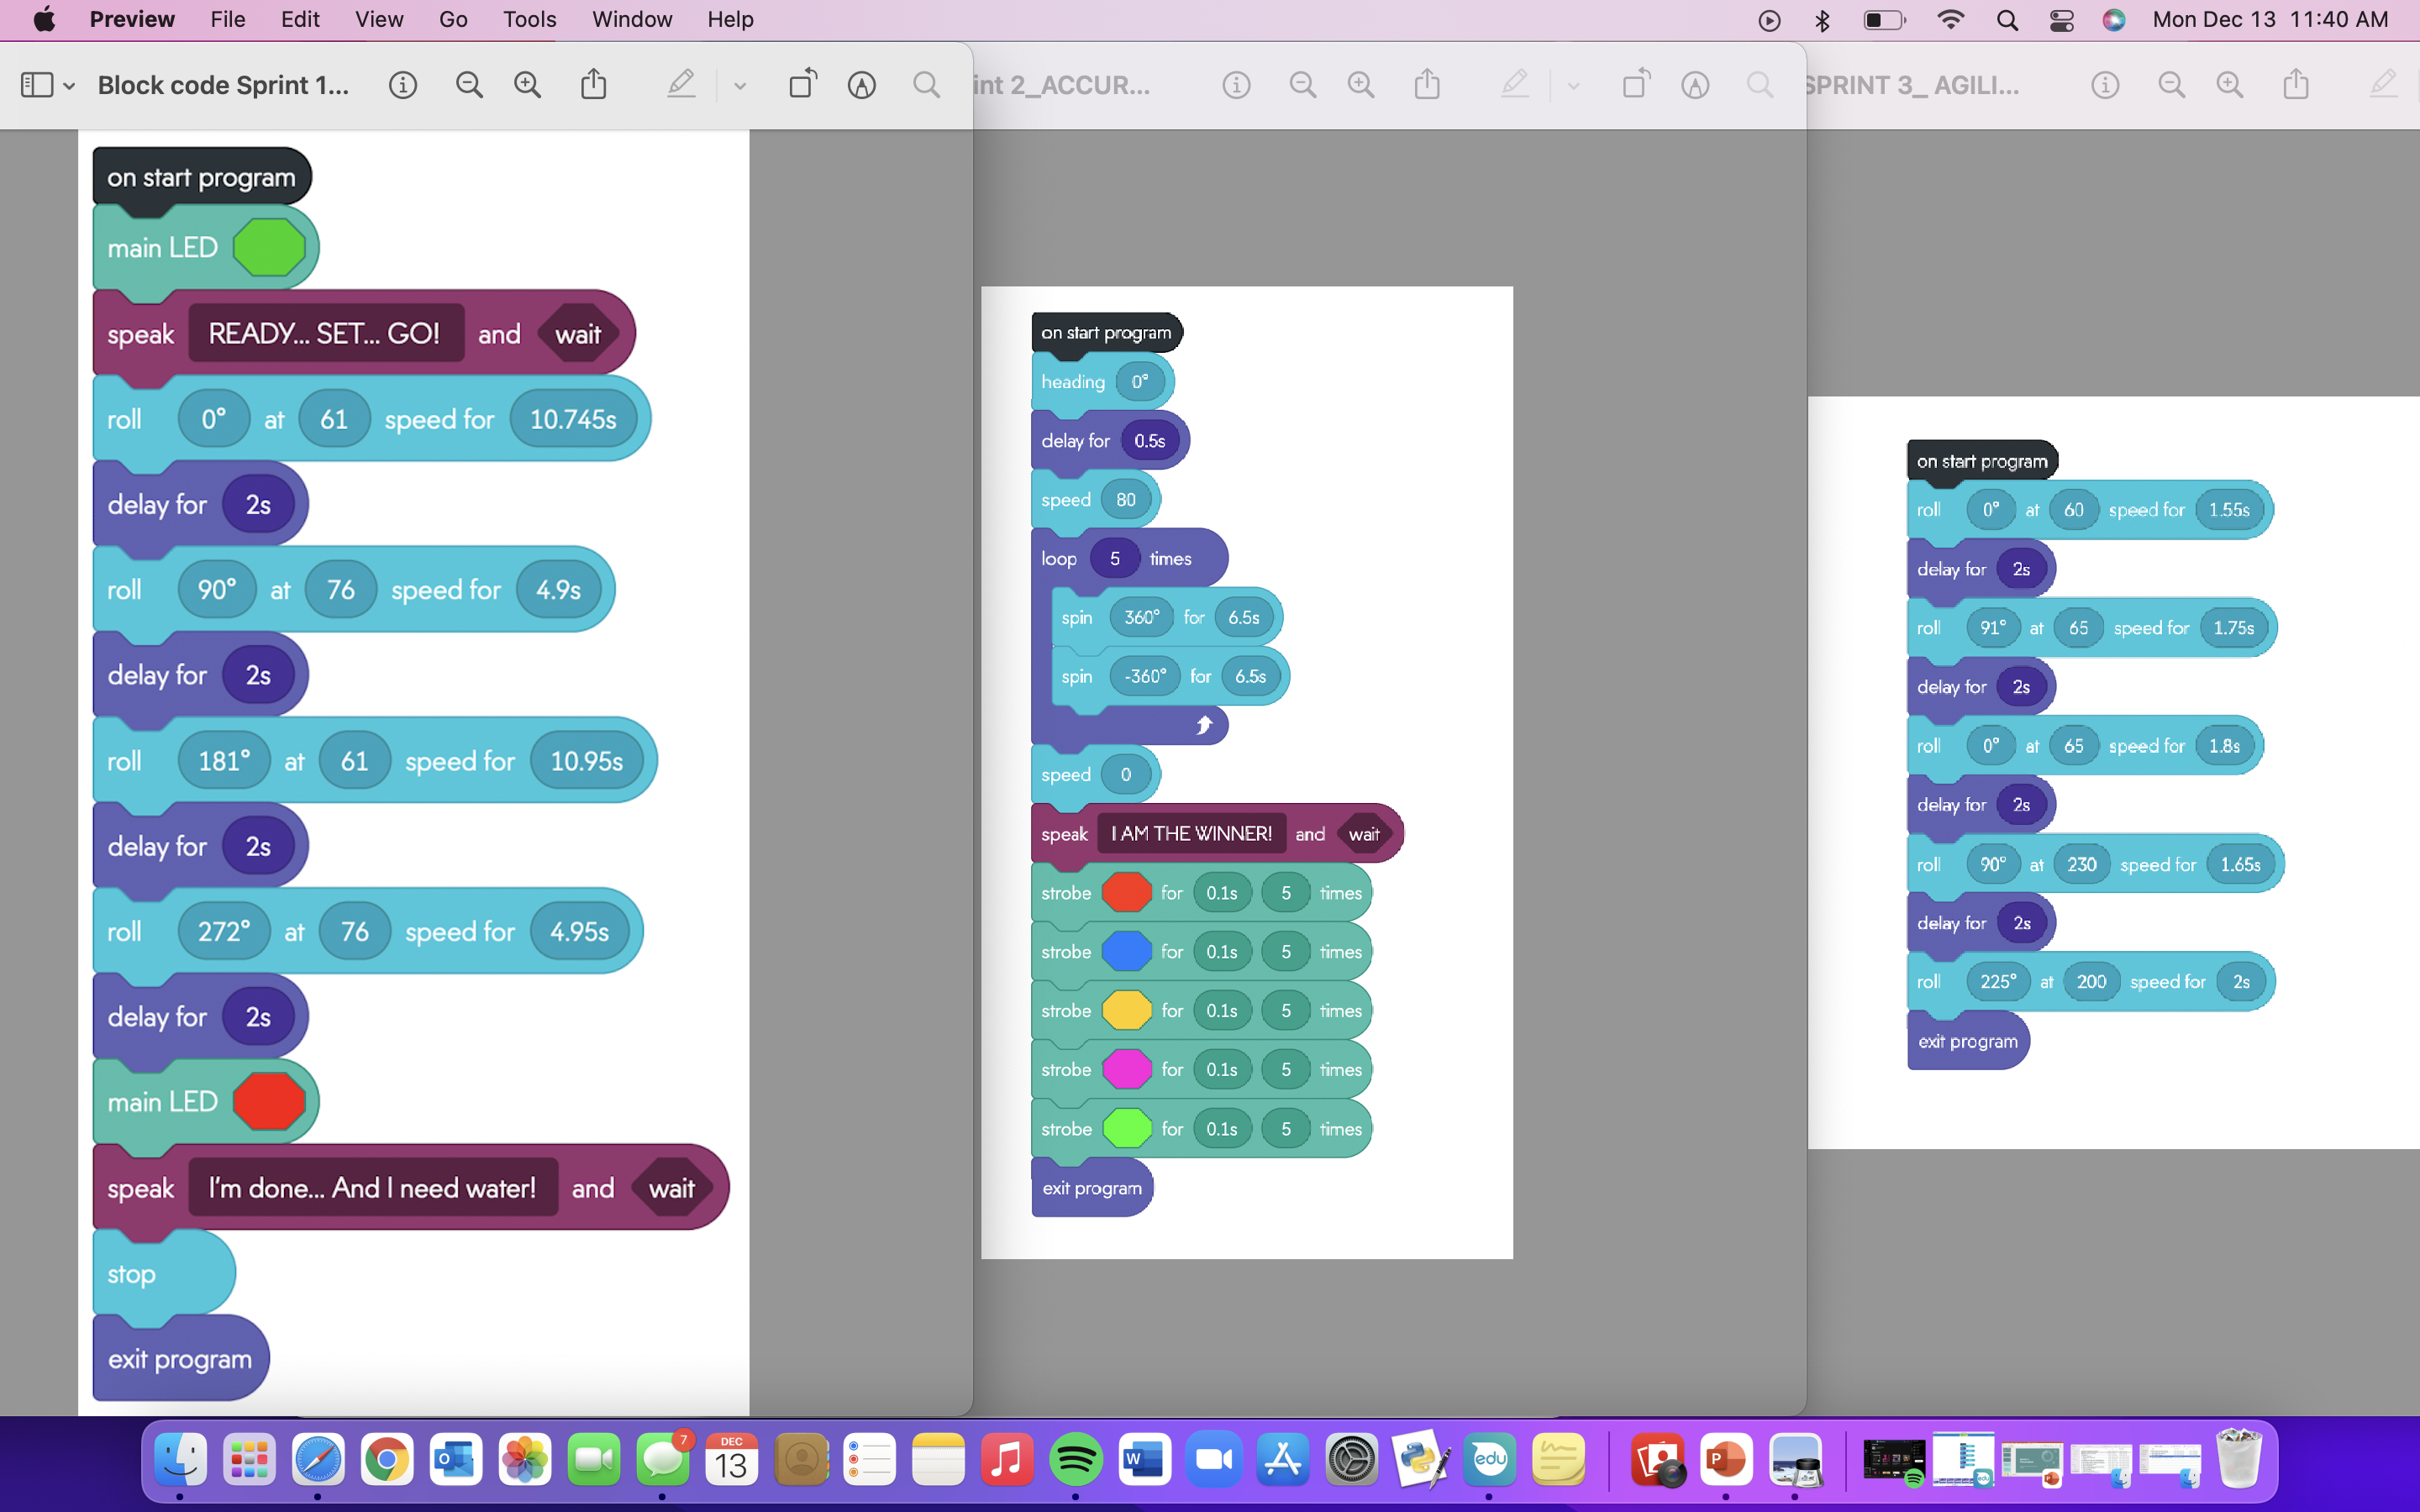 Preview File Edit View Go Tools Window Help Mon Dec 13 11:40 AM
Block code Sprint 1...
int 2_ACCUR...
SPRINT 3_ AGILI...
on start program
main LED
speak READY... SET... GO! and wait
roll 0° at 61 speed for 10.745s
delay for 2s
roll 90° at 76 speed for 4.9s
delay for 2s
roll 181° at 61 speed for 10.95s
delay for 2s
roll 272° at 76 speed for 4.95s
delay for 2s
main LED
speak I'm done... And I need water! and wait
stop
exit program
on start program
heading 0°
delay for 0.5s
speed 80
loop 5 times
spin 360° for 6.5s
spin -360° for 6.5s
speed 0
speak I AM THE WINNER! and wait
strobe for 0.1s 5 times
strobe for 0.1s 5 times
strobe for 0.1s 5 times
strobe for 0.1s 5 times
strobe for 0.1s 5 times
exit program
on start program
roll 0° at 60 speed for 1.55s
delay for 2s
roll 91° at 65 speed for 1.75s
delay for 2s
roll 0° at 65 speed for 1.8s
delay for 2s
roll 90° at 230 speed for 1.65s
delay for 2s
roll 225° at 200 speed for 2s
exit program
7
DEC
13
O
W
edu
P